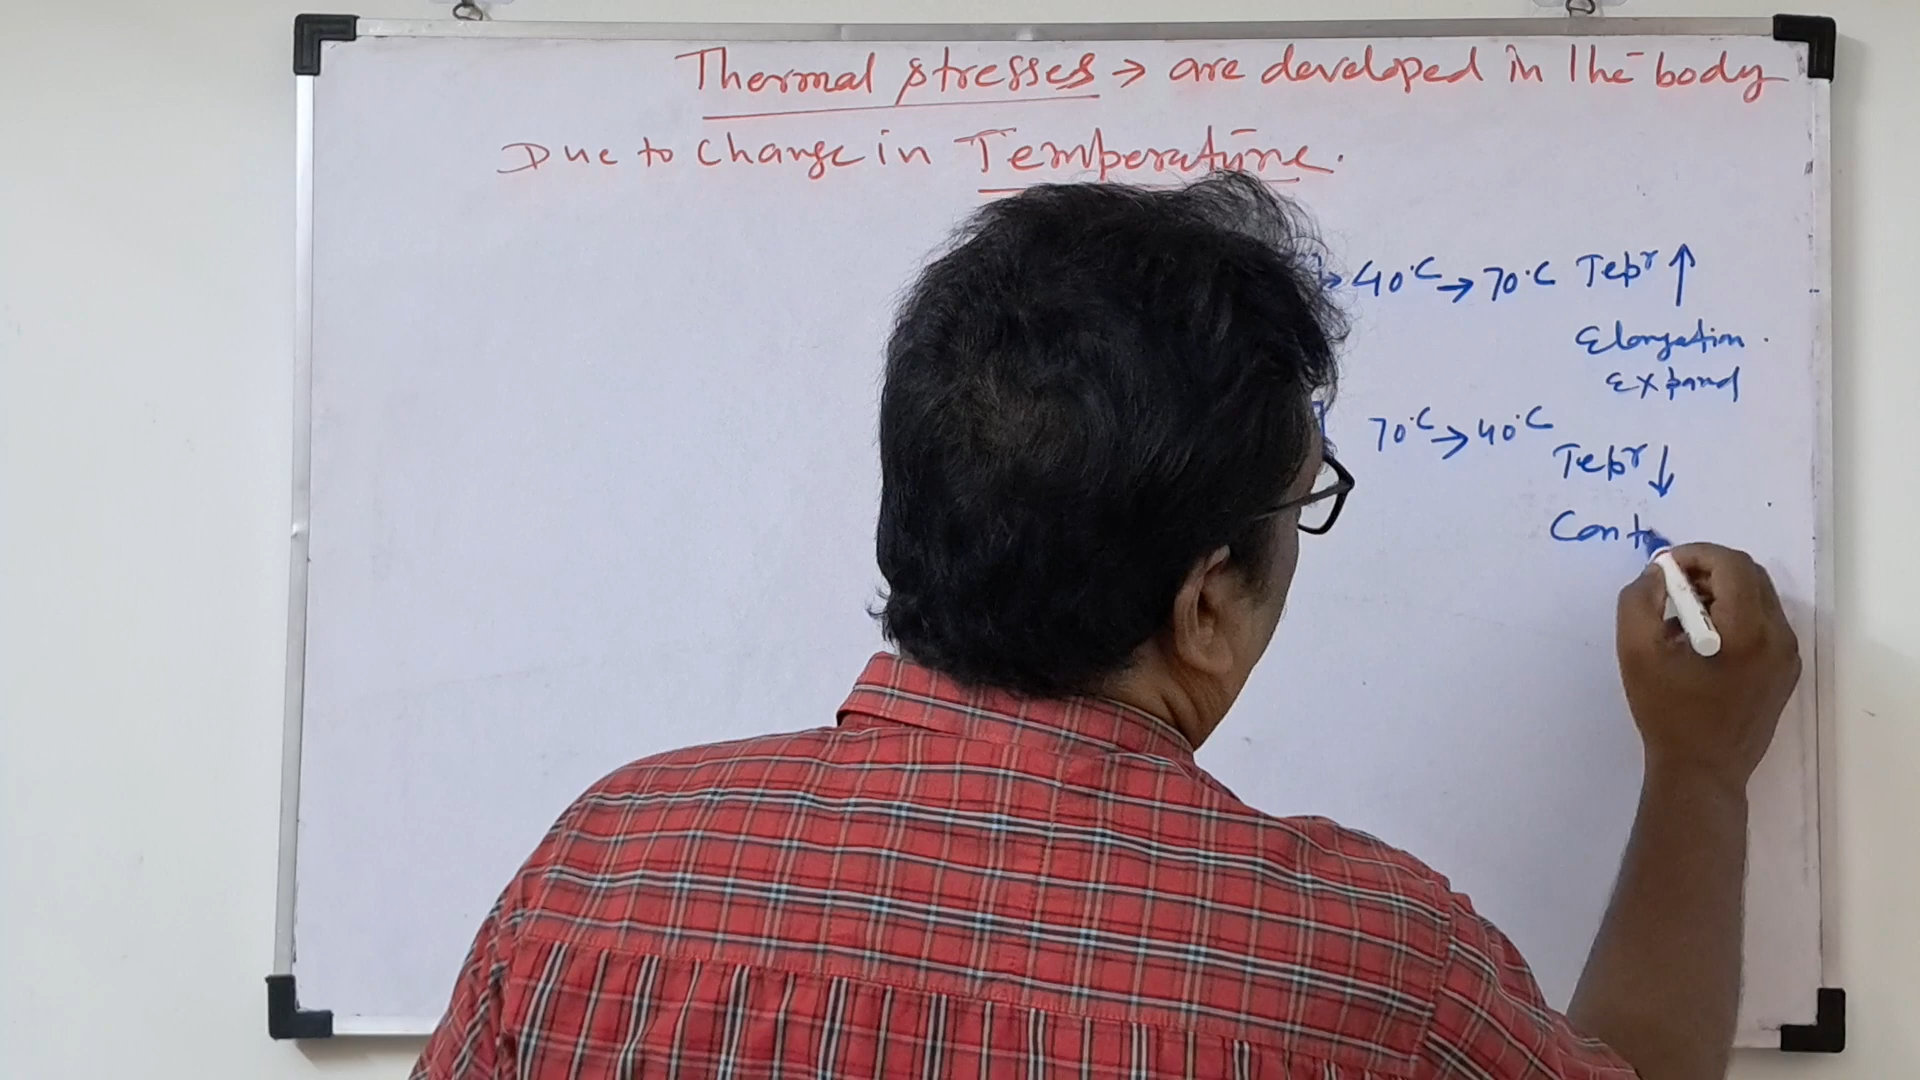 Thermal stresses → are developed in the body
Due to change in Temperature.
→ 40°C → 70°C Tepr ↑
Elongation.
Expand
70°C → 40°C
Tepr ↓
Cont